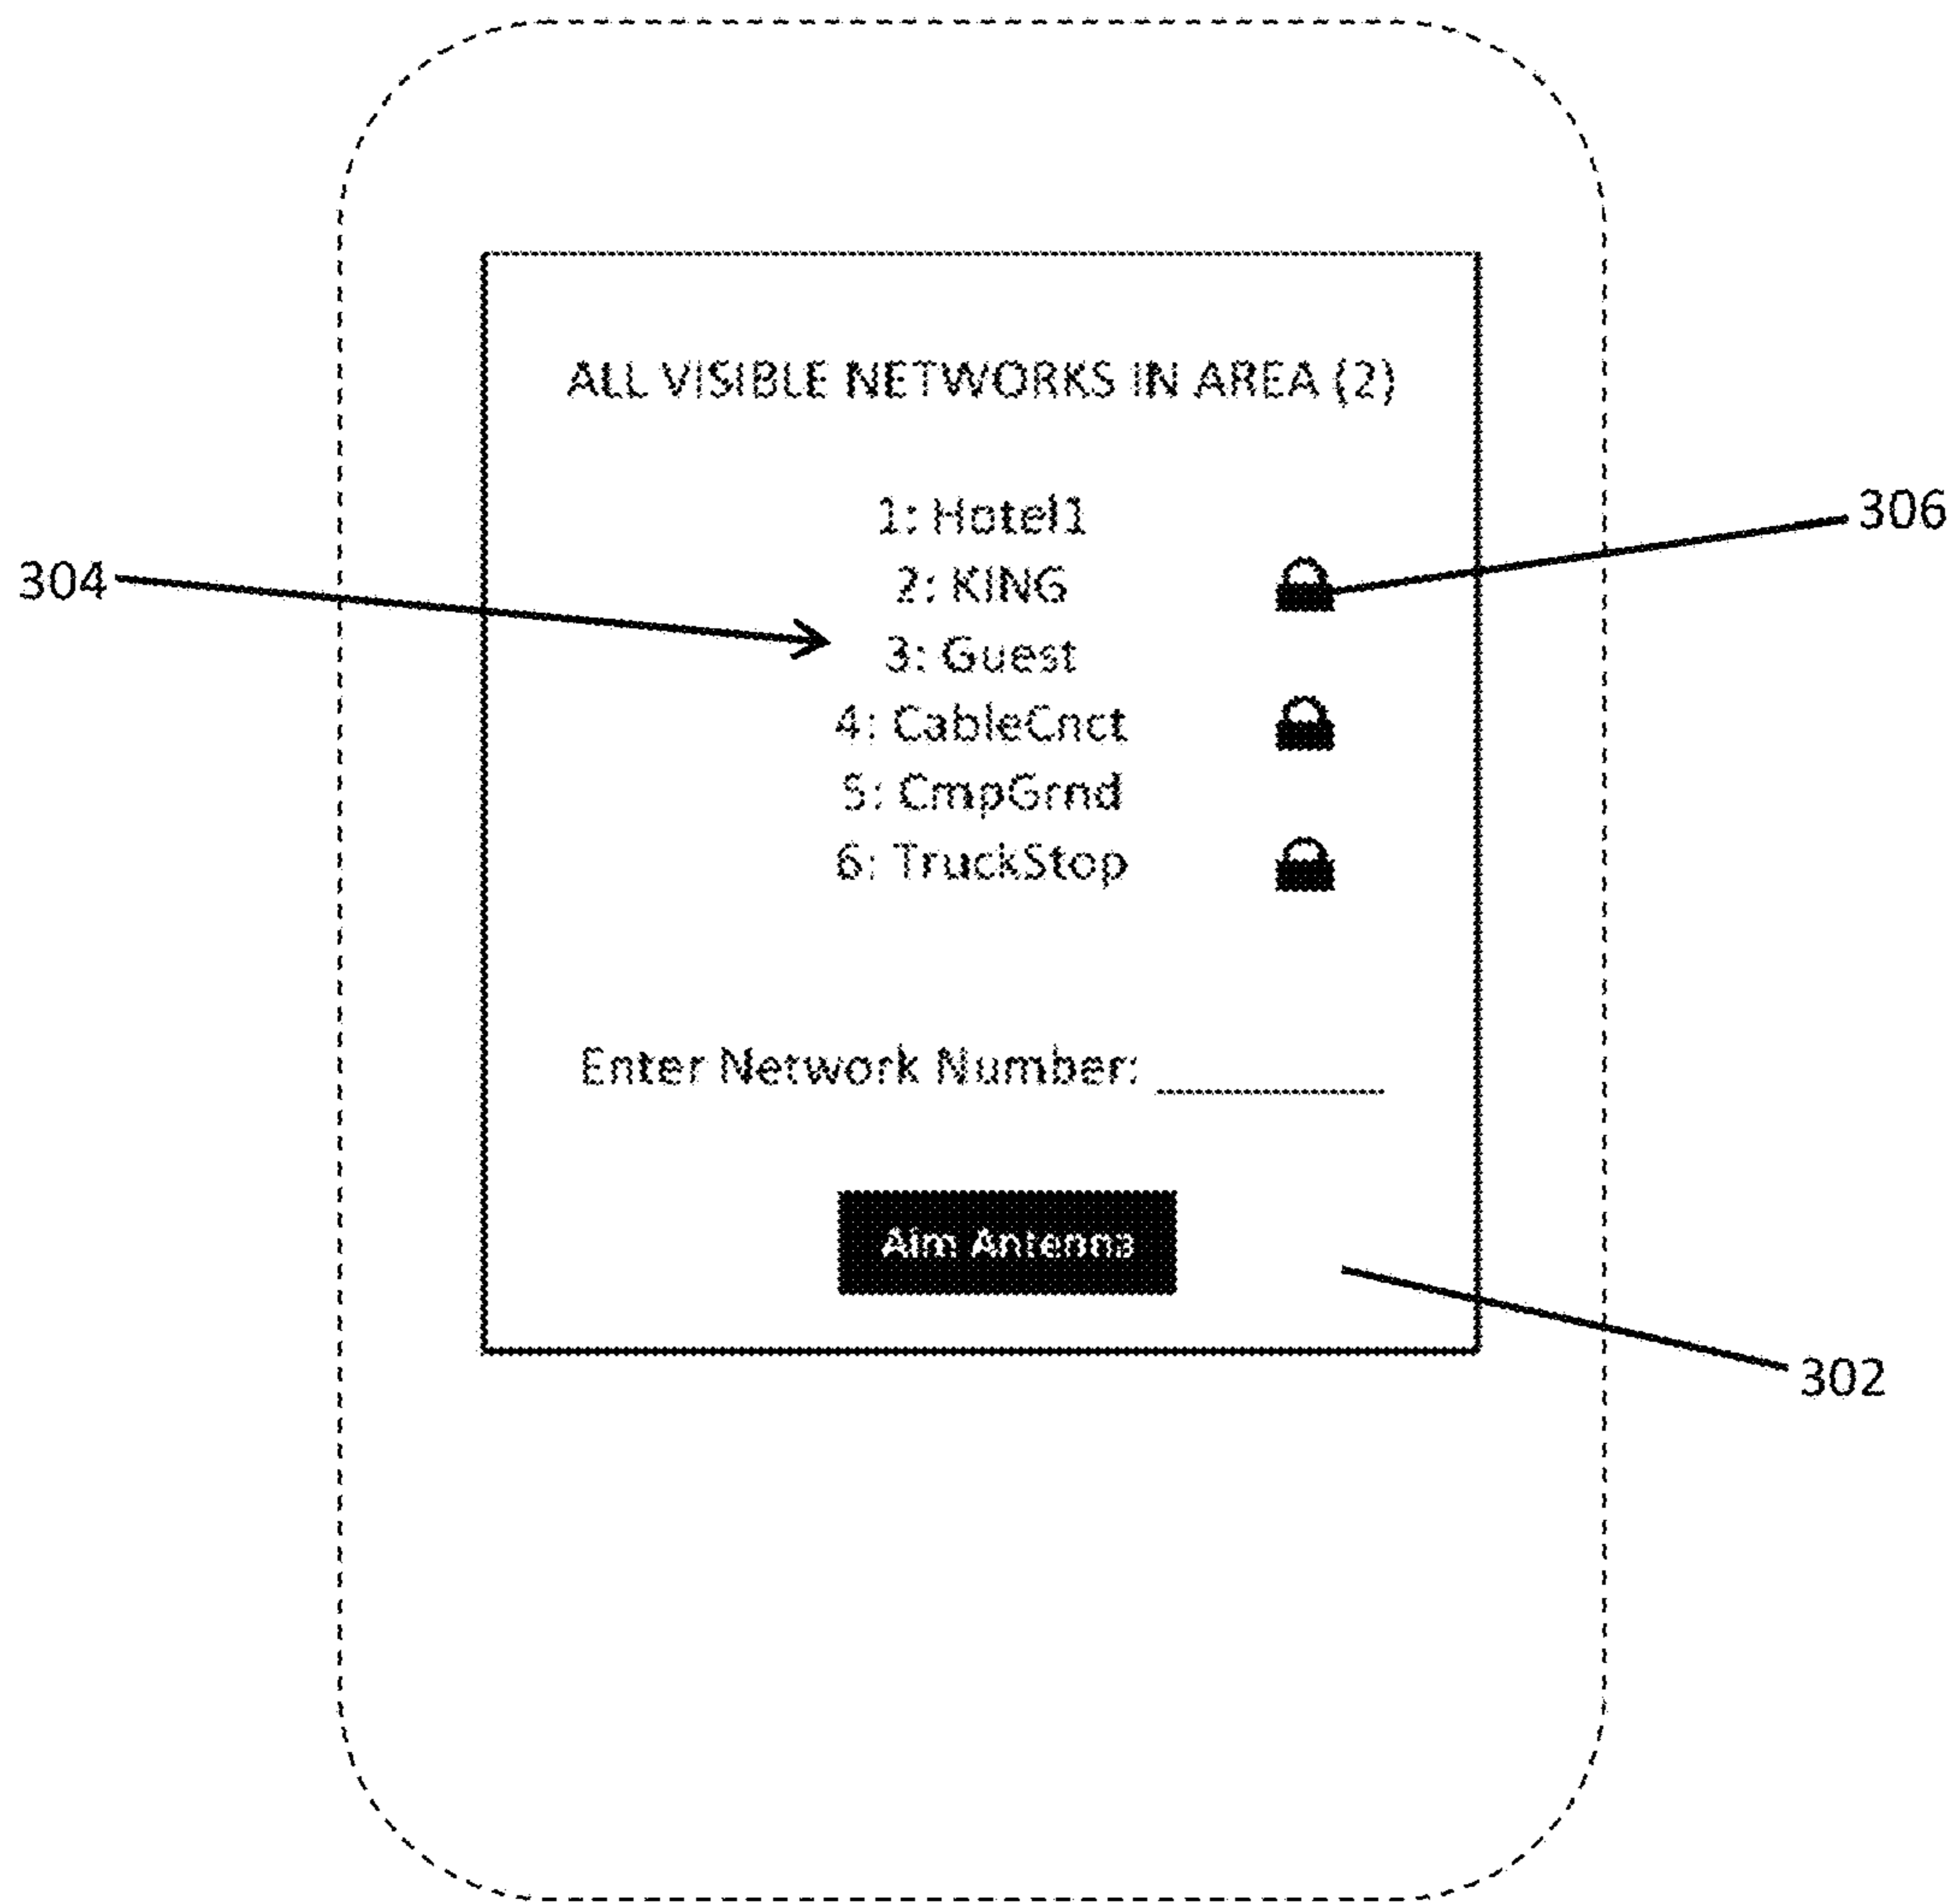 ALL VISIBLE NETWORKS IN AREA (2)
1: Hotel1
306
2: KING
304
3: Guest
4: CableCnct
5: CmpGrnd
6: TruckStop
Enter Network Number: __________
Aim Antenna
302